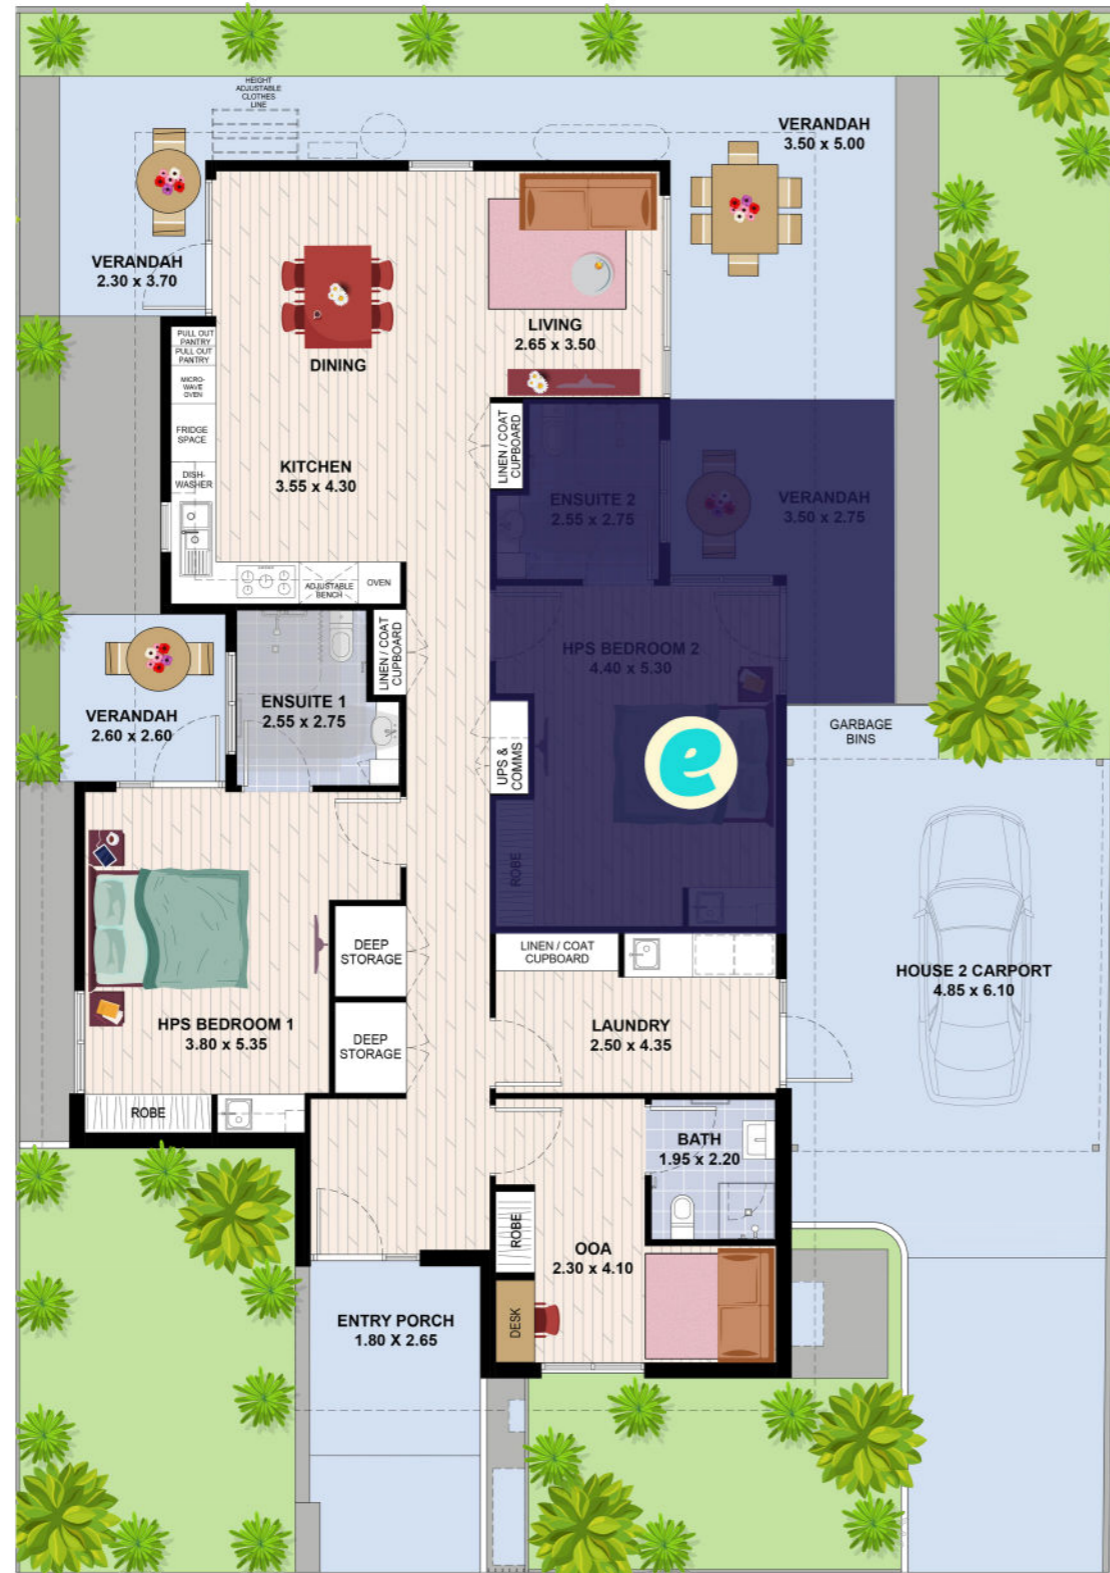 HEIGHT
ADJUSTABLE
CLOTHES
LINE
VERANDAH
3.50 x 5.00
VERANDAH
2.30 x 3.70
LIVING
2.65 x 3.50
DINING
PULL OUT
PANTRY
PULL OUT
PANTRY
MICRO-
WAVE
OVEN
FRIDGE
SPACE
DISH-
WASHER
KITCHEN
3.55 x 4.30
LINEN / COAT
CUPBOARD
ENSUITE 2
2.55 x 2.75
VERANDAH
3.50 x 2.75
ADJUSTABLE
BENCH
OVEN
LINEN / COAT
CUPBOARD
HPS BEDROOM 2
4.40 x 5.30
ENSUITE 1
2.55 x 2.75
VERANDAH
2.60 x 2.60
UPS &
COMMS
e
GARBAGE
BINS
ROBE
DEEP
STORAGE
LINEN / COAT
CUPBOARD
HOUSE 2 CARPORT
4.85 x 6.10
HPS BEDROOM 1
3.80 x 5.35
DEEP
STORAGE
LAUNDRY
2.50 x 4.35
ROBE
BATH
1.95 x 2.20
ROBE
OOA
2.30 x 4.10
DESK
ENTRY PORCH
1.80 X 2.65